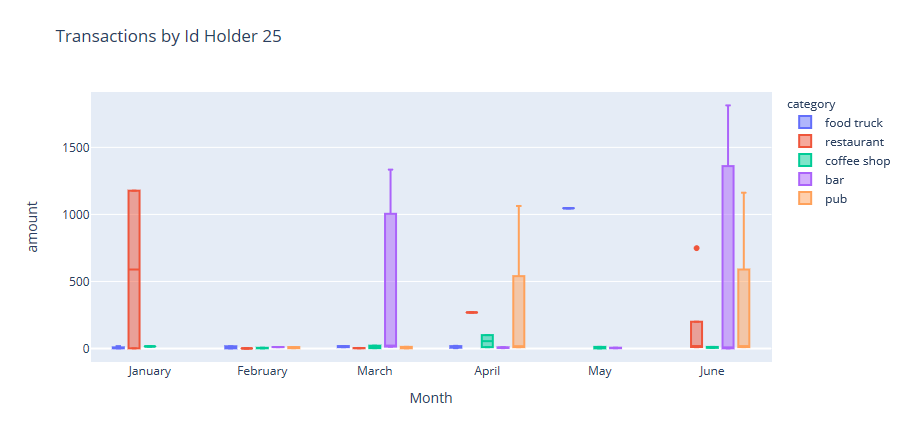 Transactions by Id Holder 25
category
food truck
restaurant
coffee shop
bar
pub
1500
1000
500
0
amount
January February March April May June
Month